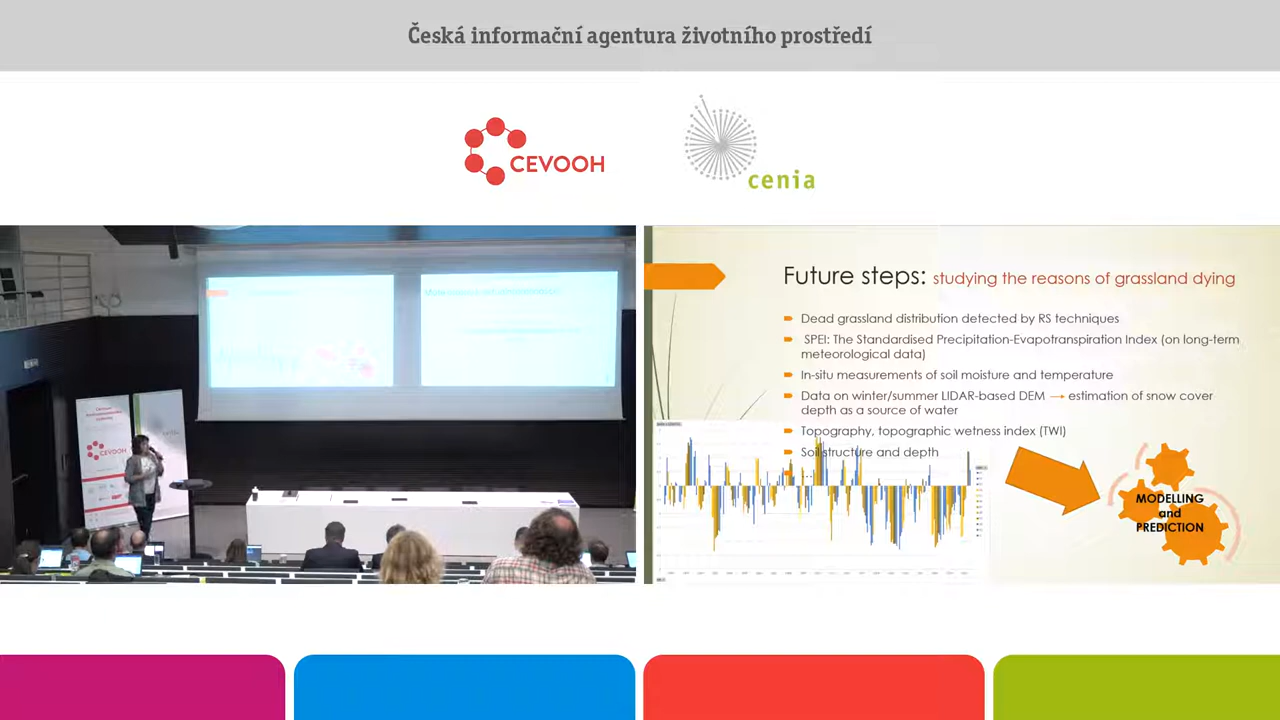 Česká informační agentura životního prostředí
CEVOOH
cenia
CEVOOH
Future steps: studying the reasons of grassland dying
Dead grassland distribution detected by RS techniques
SPEI: The Standardised Precipitation-Evapotranspiration Index (on long-term
meteorological data)
In-situ measurements of soil moisture and temperature
Data on winter/summer LIDAR-based DEM → estimation of snow cover
depth as a source of water
Topography, topographic wetness index (TWI)
Soil structure and depth
...
MODELLING
and
PREDICTION